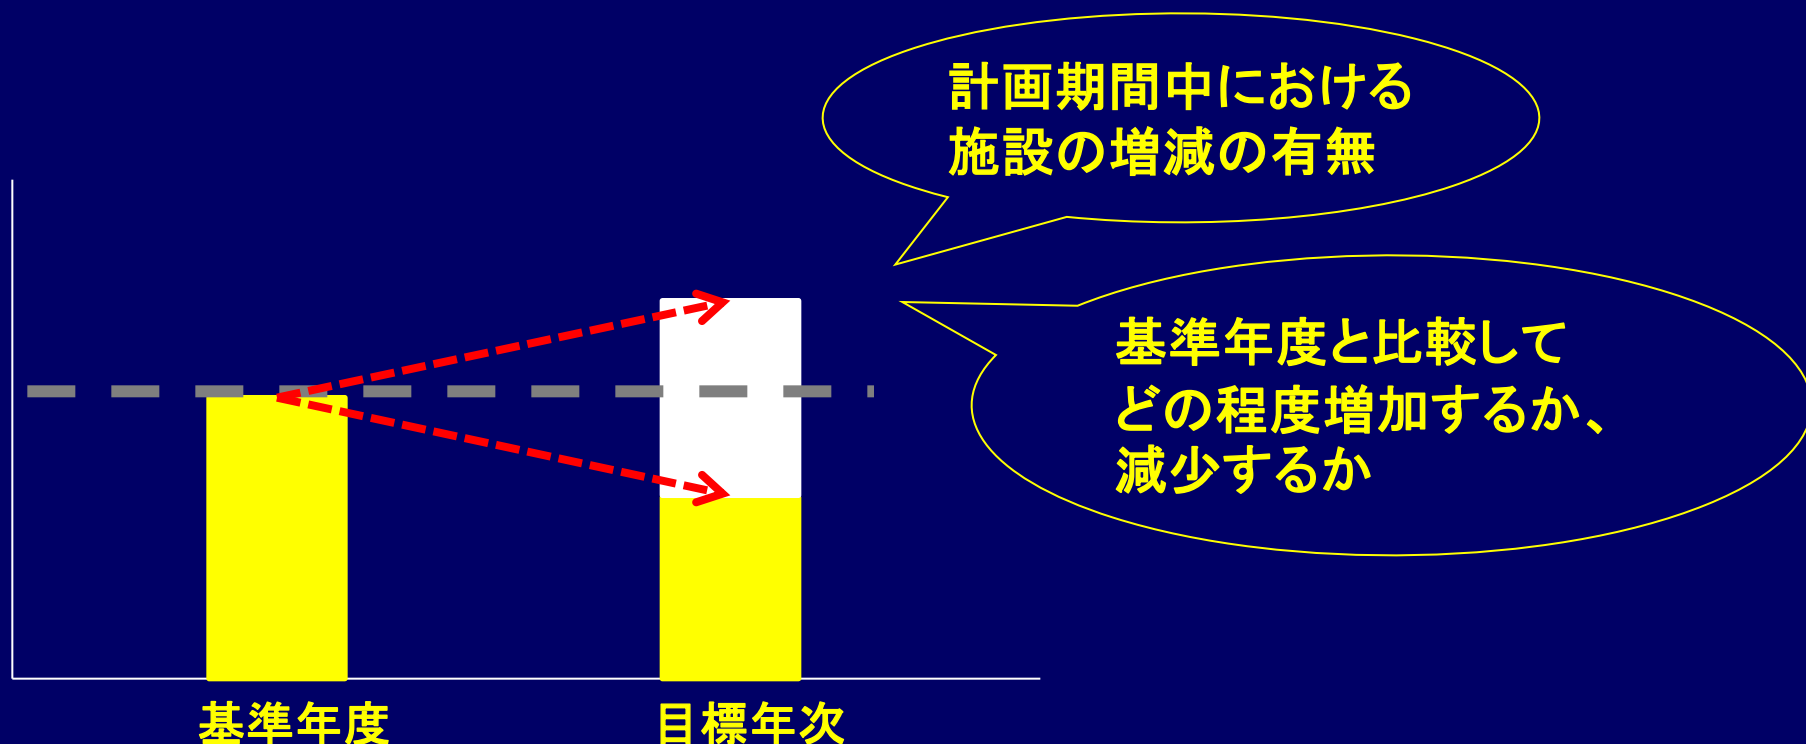 計画期間中における
施設の増減の有無
基準年度と比較して
どの程度増加するか、
減少するか
基準年度
目標年次